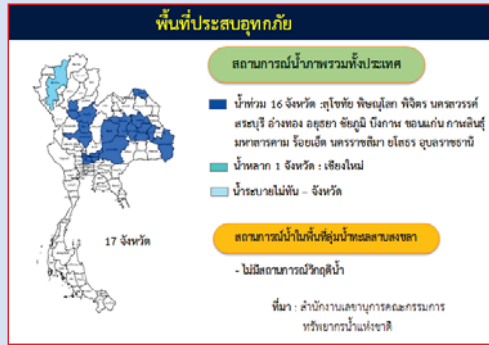 พื้นที่ประสบอุทกภัย
สถานการณ์น้ำภาพรวมทั้งประเทศ
น้ำท่วม 16 จังหวัด :สุโขทัย พิษณุโลก พิจิตร นครสวรรค์
สระบุรี อ่างทอง อยุธยา ชัยภูมิ บึงกาฬ ขอนแก่น กาฬสินธุ์
มหาสารคาม ร้อยเอ็ด นครราชสีมา ยโสธร อุบลราชธานี
น้ำหลาก 1 จังหวัด : เชียงใหม่
น้ำระบายไม่ทัน – จังหวัด
17 จังหวัด
สถานการณ์น้ำในพื้นที่ลุ่มน้ำทะเลสาบสงขลา
- ไม่มีสถานการณ์วิกฤติน้ำ
ที่มา : สำนักงานเลขานุการคณะกรรมการ
ทรัพยากรน้ำแห่งชาติ